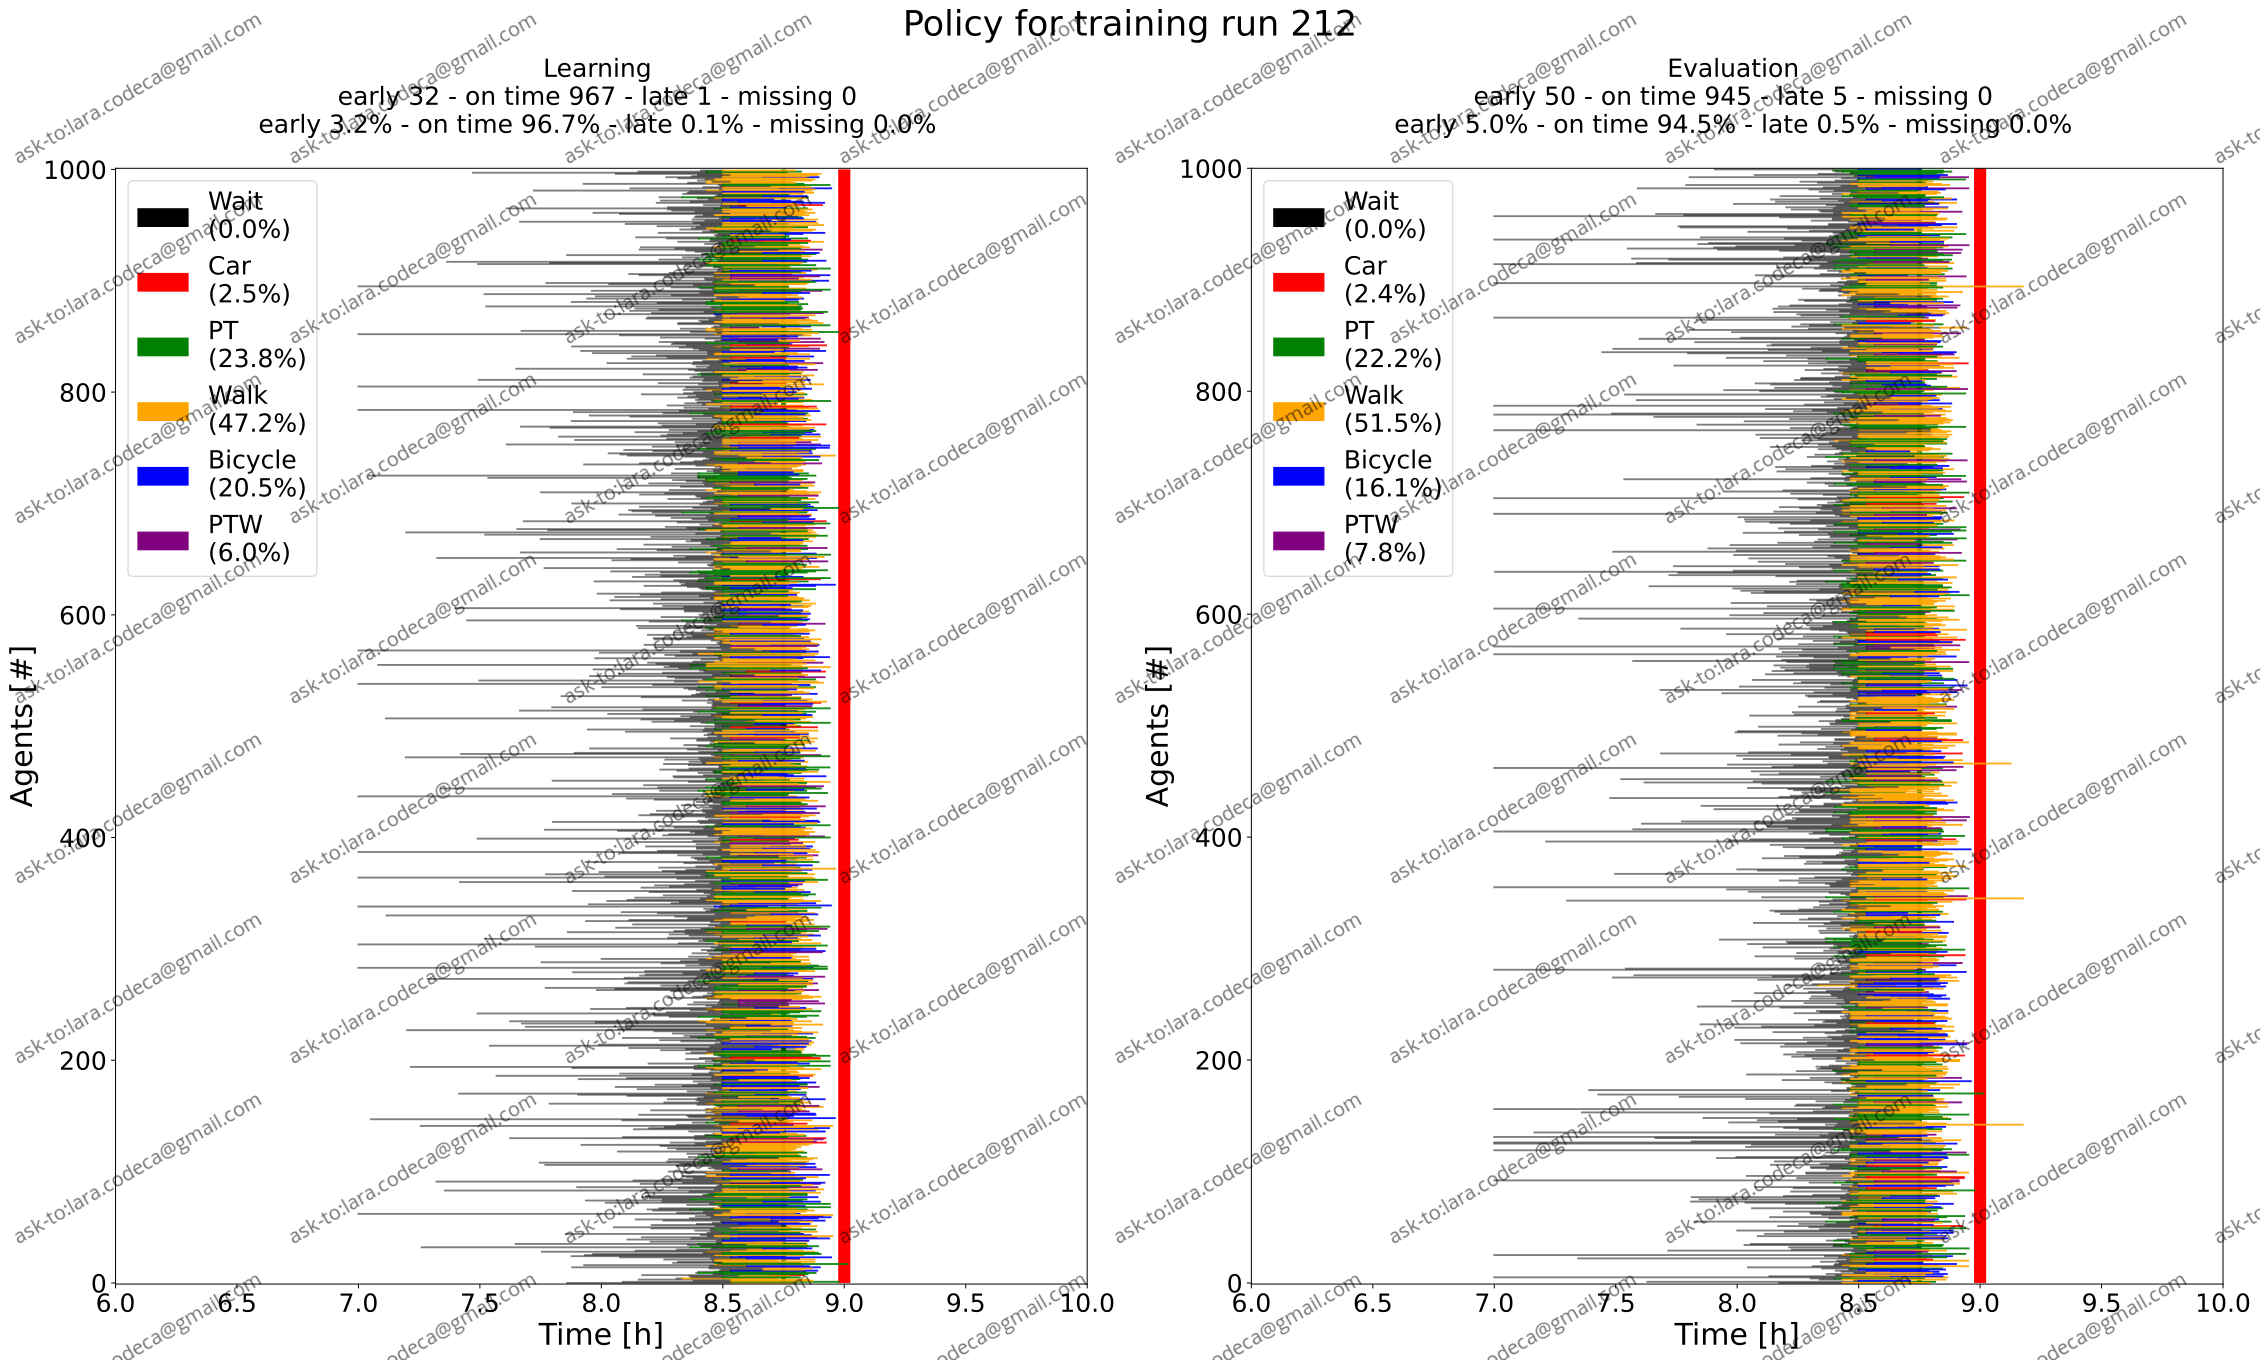 Policy for training run 212
Learning
early 32 - on time 967 - late 1 - missing 0
early 3.2% - on time 96.7% - late 0.1% - missing 0.0%
1000
800
600
400
200
0
Agents [#]
Wait
(0.0%)
Car
(2.5%)
PT
(23.8%)
Walk
(47.2%)
Bicycle
(20.5%)
PTW
(6.0%)
6.0 6.5 7.0 7.5 8.0 8.5 9.0 9.5 10.0
Time [h]
Evaluation
early 50 - on time 945 - late 5 - missing 0
early 5.0% - on time 94.5% - late 0.5% - missing 0.0%
1000
800
600
400
200
0
Agents [#]
Wait
(0.0%)
Car
(2.4%)
PT
(22.2%)
Walk
(51.5%)
Bicycle
(16.1%)
PTW
(7.8%)
6.0 6.5 7.0 7.5 8.0 8.5 9.0 9.5 10.0
Time [h]
ask-to:lara.codeca@gmail.com